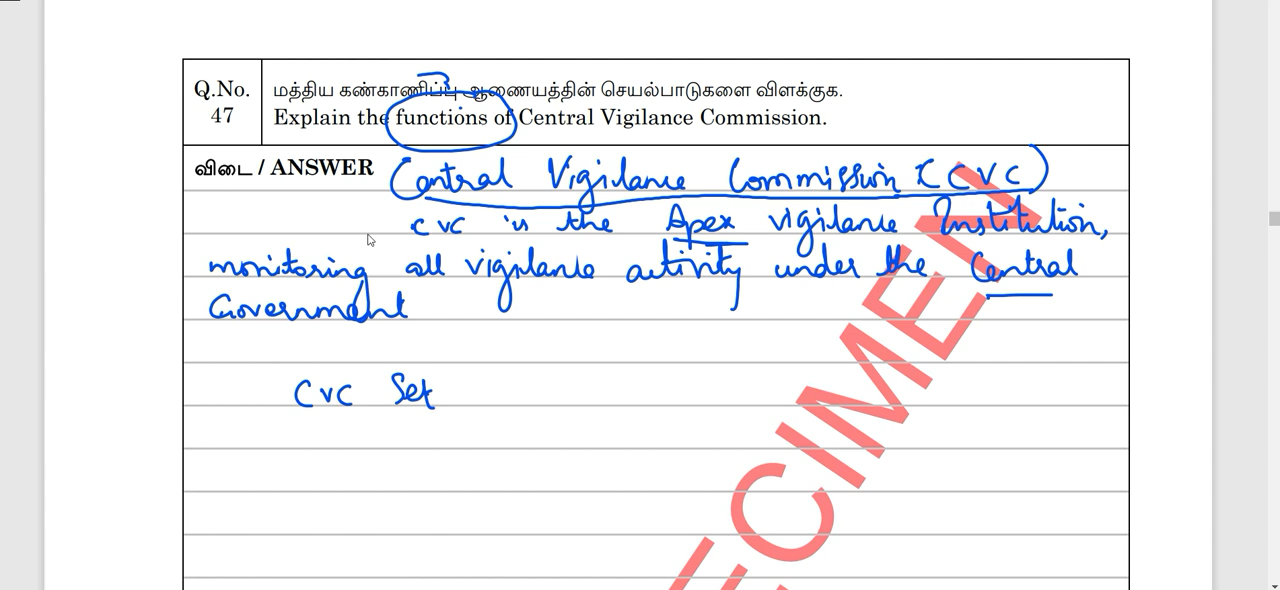 Q.No. 47
மத்திய கண்காணிப்பு ஆணையத்தின் செயல்பாடுகளை விளக்குக.
Explain the functions of Central Vigilance Commission.
விடை / ANSWER
Central Vigilance Commission (CVC)
CVC is the Apex vigilance Institution,
monitoring all vigilance activity under the Central
Government
CVC Set
SPECIMEN